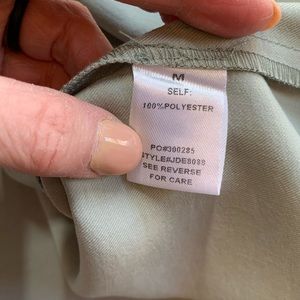 M
SELF:
100%POLYESTER
PO#300285
STYLE#JDE8088
SEE REVERSE
FOR CARE